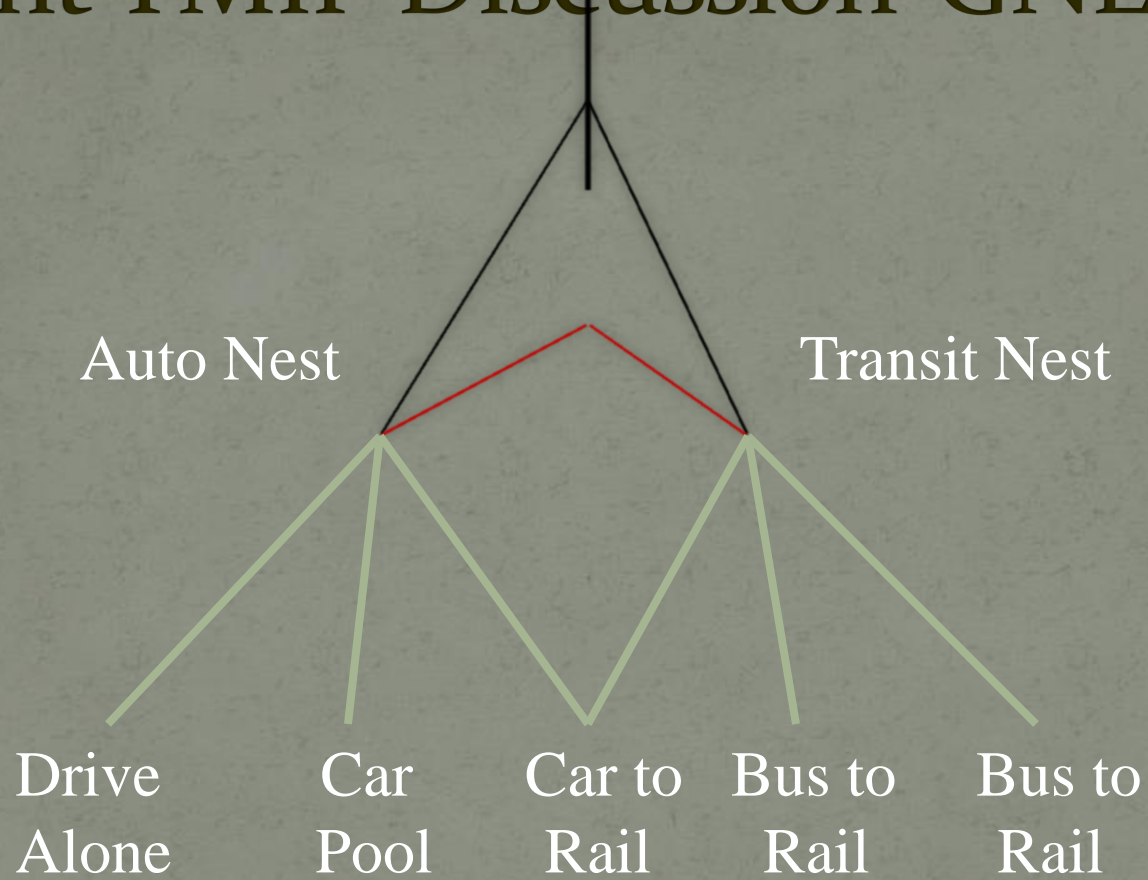 Auto Nest
Transit Nest
Drive Alone
Car Pool
Car to Rail
Bus to Rail
Bus to Rail